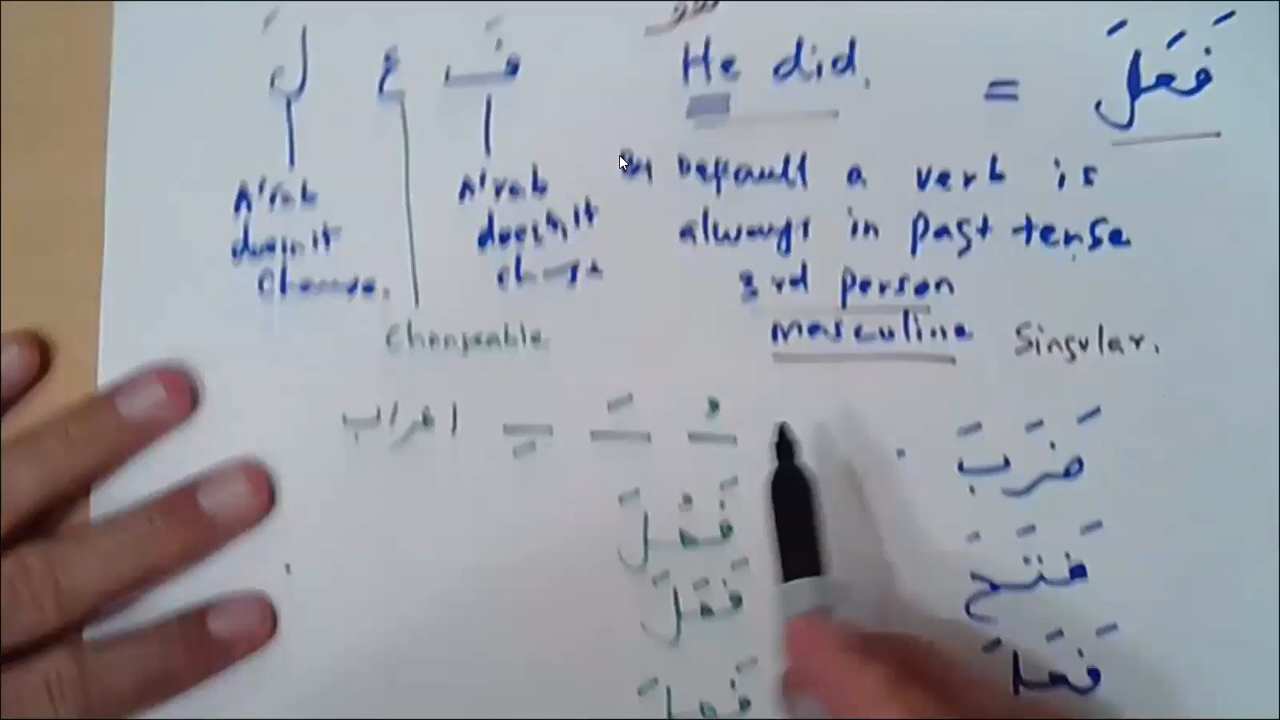 فَعَلَ = He did. فَ ع لَ
By Default a verb is
always in past tense
3rd person
masculine Singular.
A'rab doesn't change.
A'rab doesn't change
Changeable
اعراب
ضَرَبَ
فَتَحَ
فَعَلَ
فَعُلَ
فَعَلَ
فَعِلَ